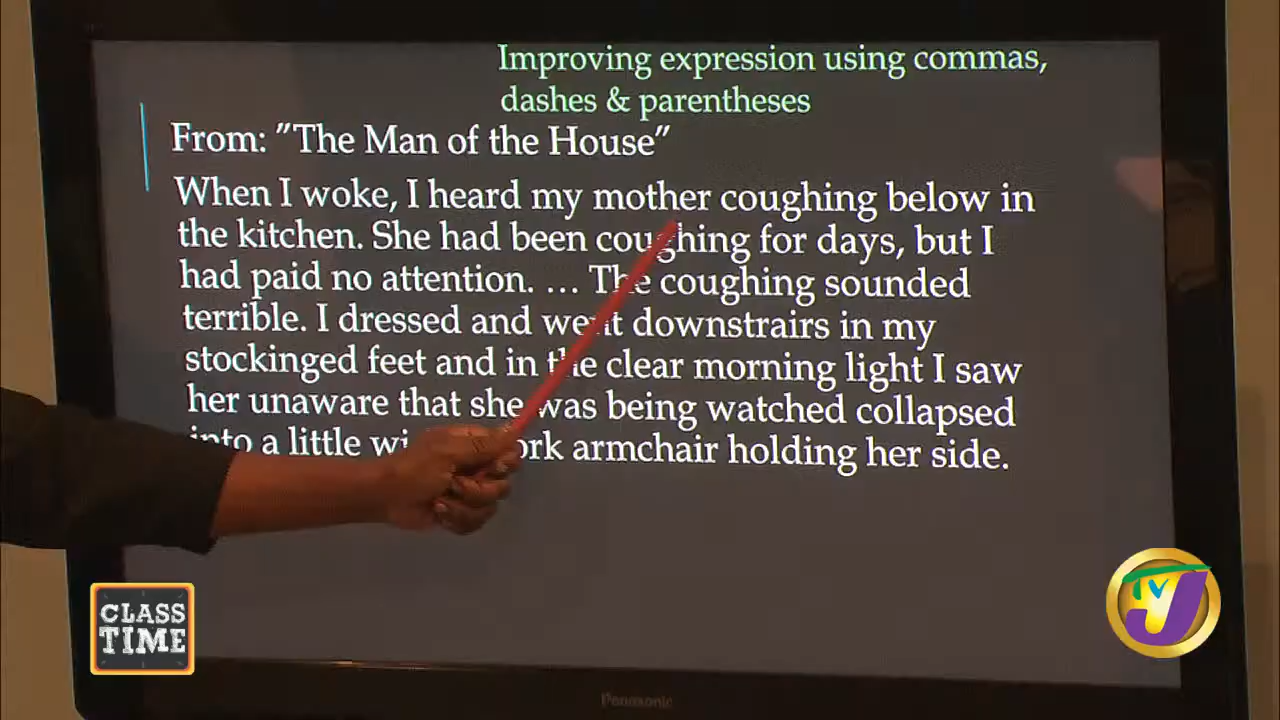 Improving expression using commas,
dashes & parentheses
From: "The Man of the House"
When I woke, I heard my mother coughing below in
the kitchen. She had been coughing for days, but I
had paid no attention. ... The coughing sounded
terrible. I dressed and went downstrairs in my
stockinged feet and in the clear morning light I saw
her unaware that she was being watched collapsed
into a little armchair holding her side.
CLASS
TIME
TVJ
Panasonic